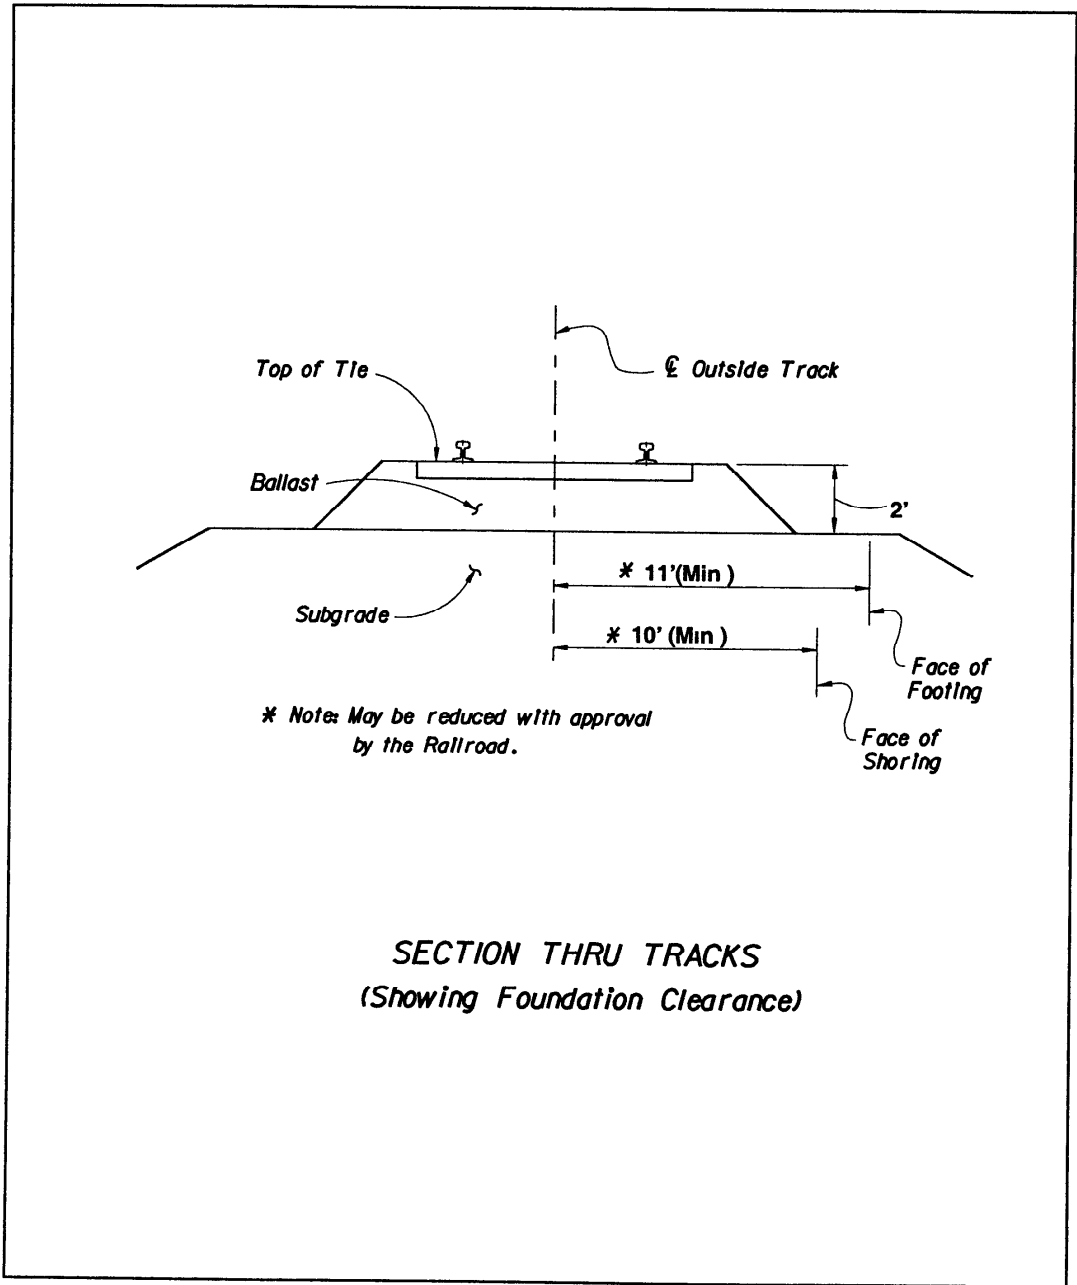 Top of Tie
℄ Outside Track
Ballast
2'
* 11'(Min )
Subgrade
* 10' (Min )
Face of
Footing
* Note: May be reduced with approval
by the Railroad.
Face of
Shoring
SECTION THRU TRACKS
(Showing Foundation Clearance)